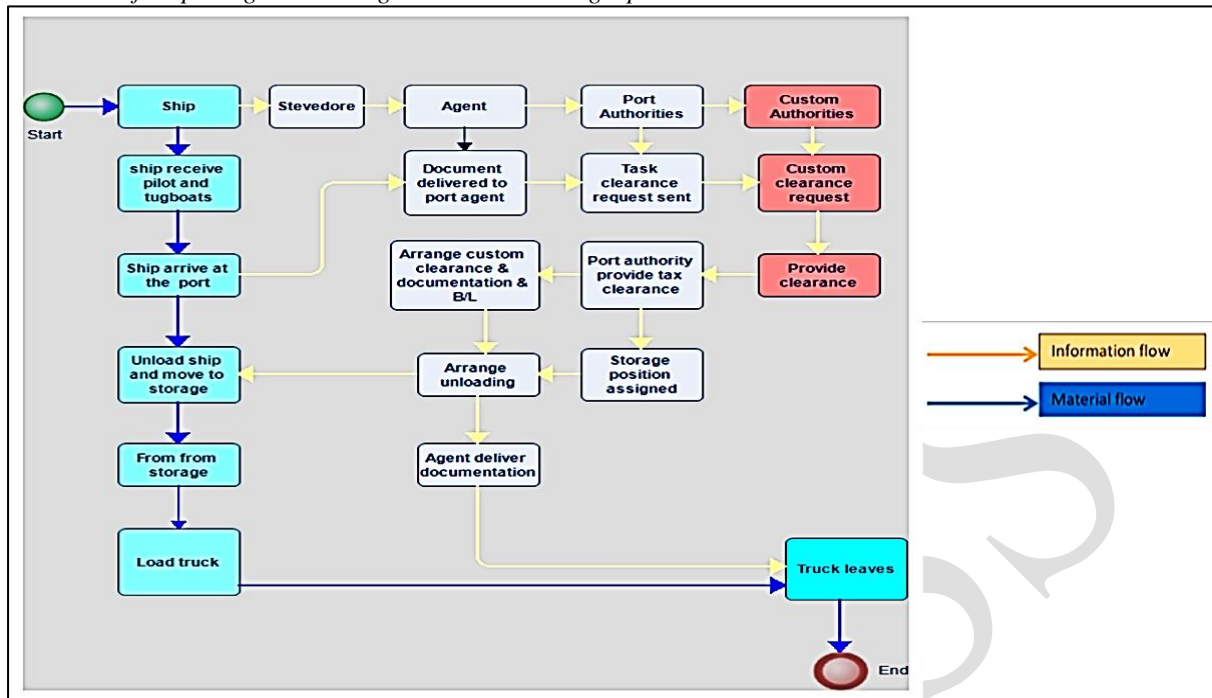 Start
Ship
Stevedore
Agent
Port
Authorities
Custom
Authorities
ship receive
pilot and
tugboats
Document
delivered to
port agent
Task
clearance
request sent
Custom
clearance
request
Ship arrive at
the port
Arrange custom
clearance &
documentation &
B/L
Port authority
provide tax
clearance
Provide
clearance
Unload ship
and move to
storage
Arrange
unloading
Storage
position
assigned
Information flow
Material flow
From from
storage
Agent deliver
documentation
Load truck
Truck leaves
End